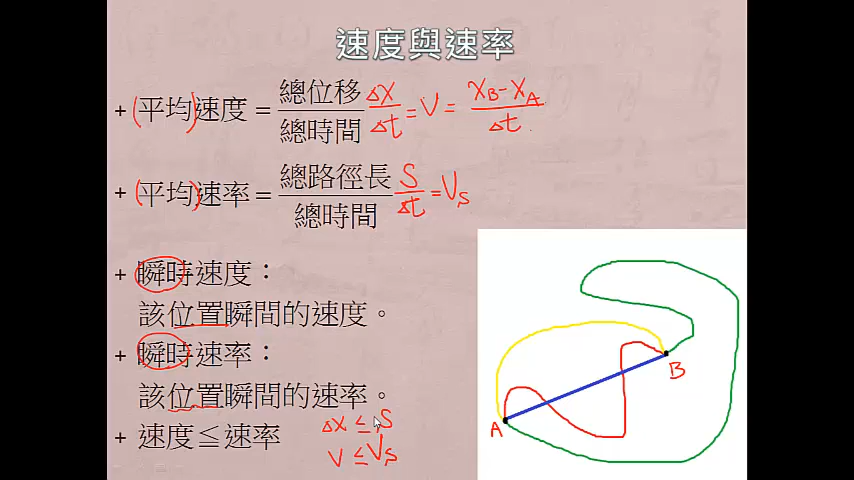 速度與速率
+ (平均)速度 = 總位移/總時間 Δx/Δt = V = (X_B - X_A)/Δt
+ (平均)速率 = 總路徑長/總時間 S/Δt = V_S
+ 瞬時速度：
該位置瞬間的速度。
+ 瞬時速率：
該位置瞬間的速率。
Δx ≤ S
+ 速度≦速率
V ≤ V_S
A
B